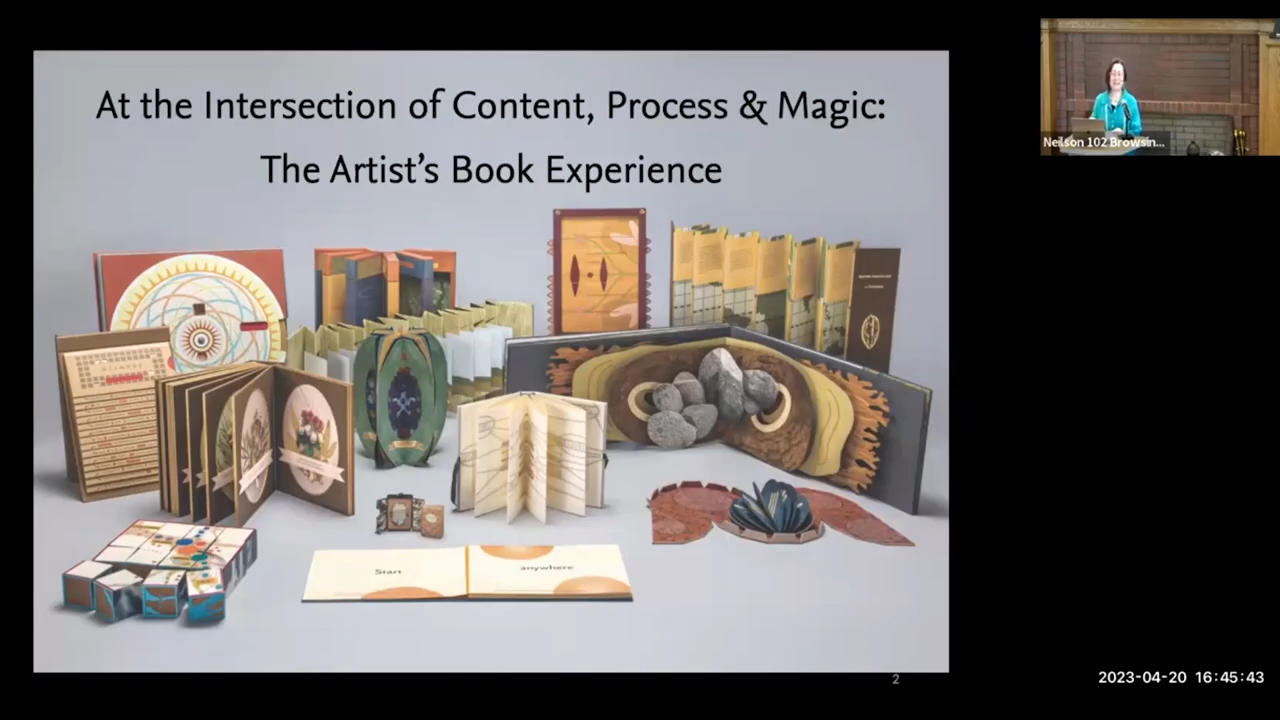 At the Intersection of Content, Process & Magic:
The Artist's Book Experience
Neilson 102 Browsin...
Start
anywhere
2
2023-04-20 16:45:43